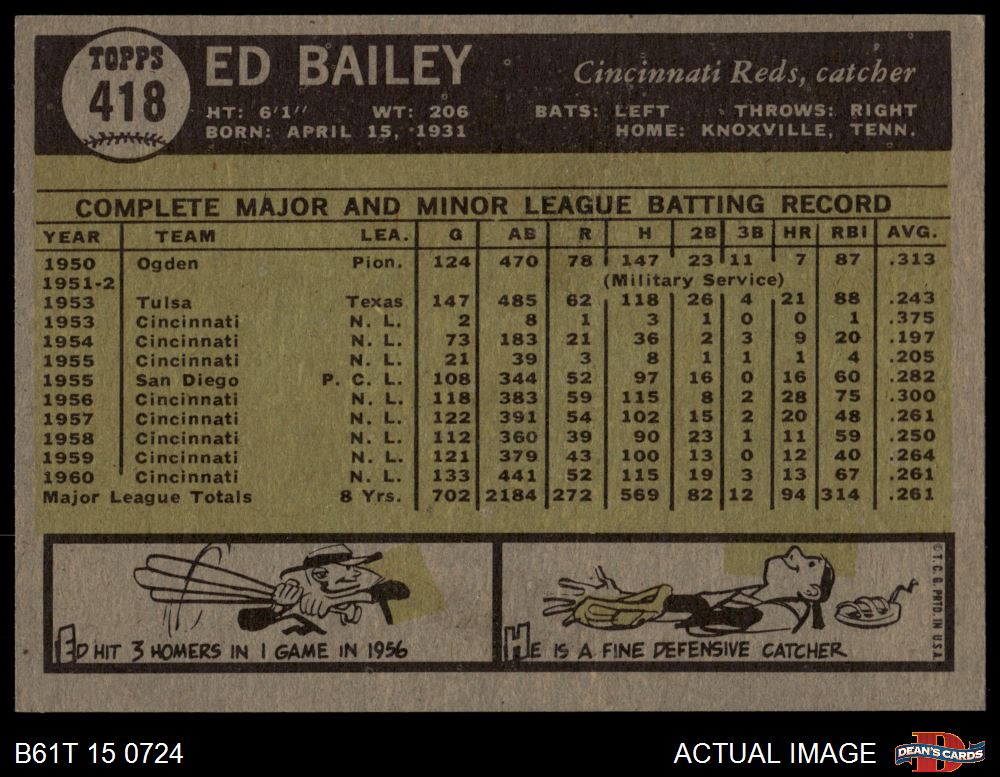 TOPPS
418
ED BAILEY
Cincinnati Reds, catcher
HT: 6'1" WT: 206 BATS: LEFT THROWS: RIGHT
BORN: APRIL 15, 1931 HOME: KNOXVILLE, TENN.
COMPLETE MAJOR AND MINOR LEAGUE BATTING RECORD
YEAR TEAM LEA. G AB R H 2B 3B HR RBI AVG.
1950 Ogden Pion. 124 470 78 147 23 11 7 87 .313
1951-2 (Military Service)
1953 Tulsa Texas 147 485 62 118 26 4 21 88 .243
1953 Cincinnati N. L. 2 8 1 3 1 0 0 1 .375
1954 Cincinnati N. L. 73 183 21 36 2 3 9 20 .197
1955 Cincinnati N. L. 21 39 3 8 1 1 1 4 .205
1955 San Diego P. C. L. 108 344 52 97 16 0 16 60 .282
1956 Cincinnati N. L. 118 383 59 115 8 2 28 75 .300
1957 Cincinnati N. L. 122 391 54 102 15 2 20 48 .261
1958 Cincinnati N. L. 112 360 39 90 23 1 11 59 .250
1959 Cincinnati N. L. 121 379 43 100 13 0 12 40 .264
1960 Cincinnati N. L. 133 441 52 115 19 3 13 67 .261
Major League Totals 8 Yrs. 702 2184 272 569 82 12 94 314 .261
ED HIT 3 HOMERS IN 1 GAME IN 1956
HE IS A FINE DEFENSIVE CATCHER
© T. C. G. PRTD. IN U.S.A.
B61T 15 0724
ACTUAL IMAGE
DEAN'S CARDS